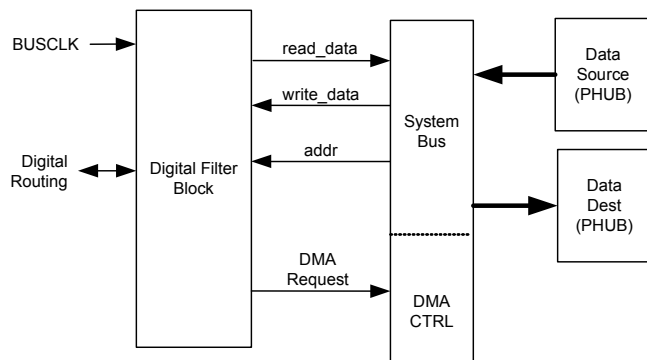 BUSCLK
Digital
Routing
Digital Filter
Block
read_data
write_data
addr
DMA
Request
System
Bus
DMA
CTRL
Data
Source
(PHUB)
Data
Dest
(PHUB)